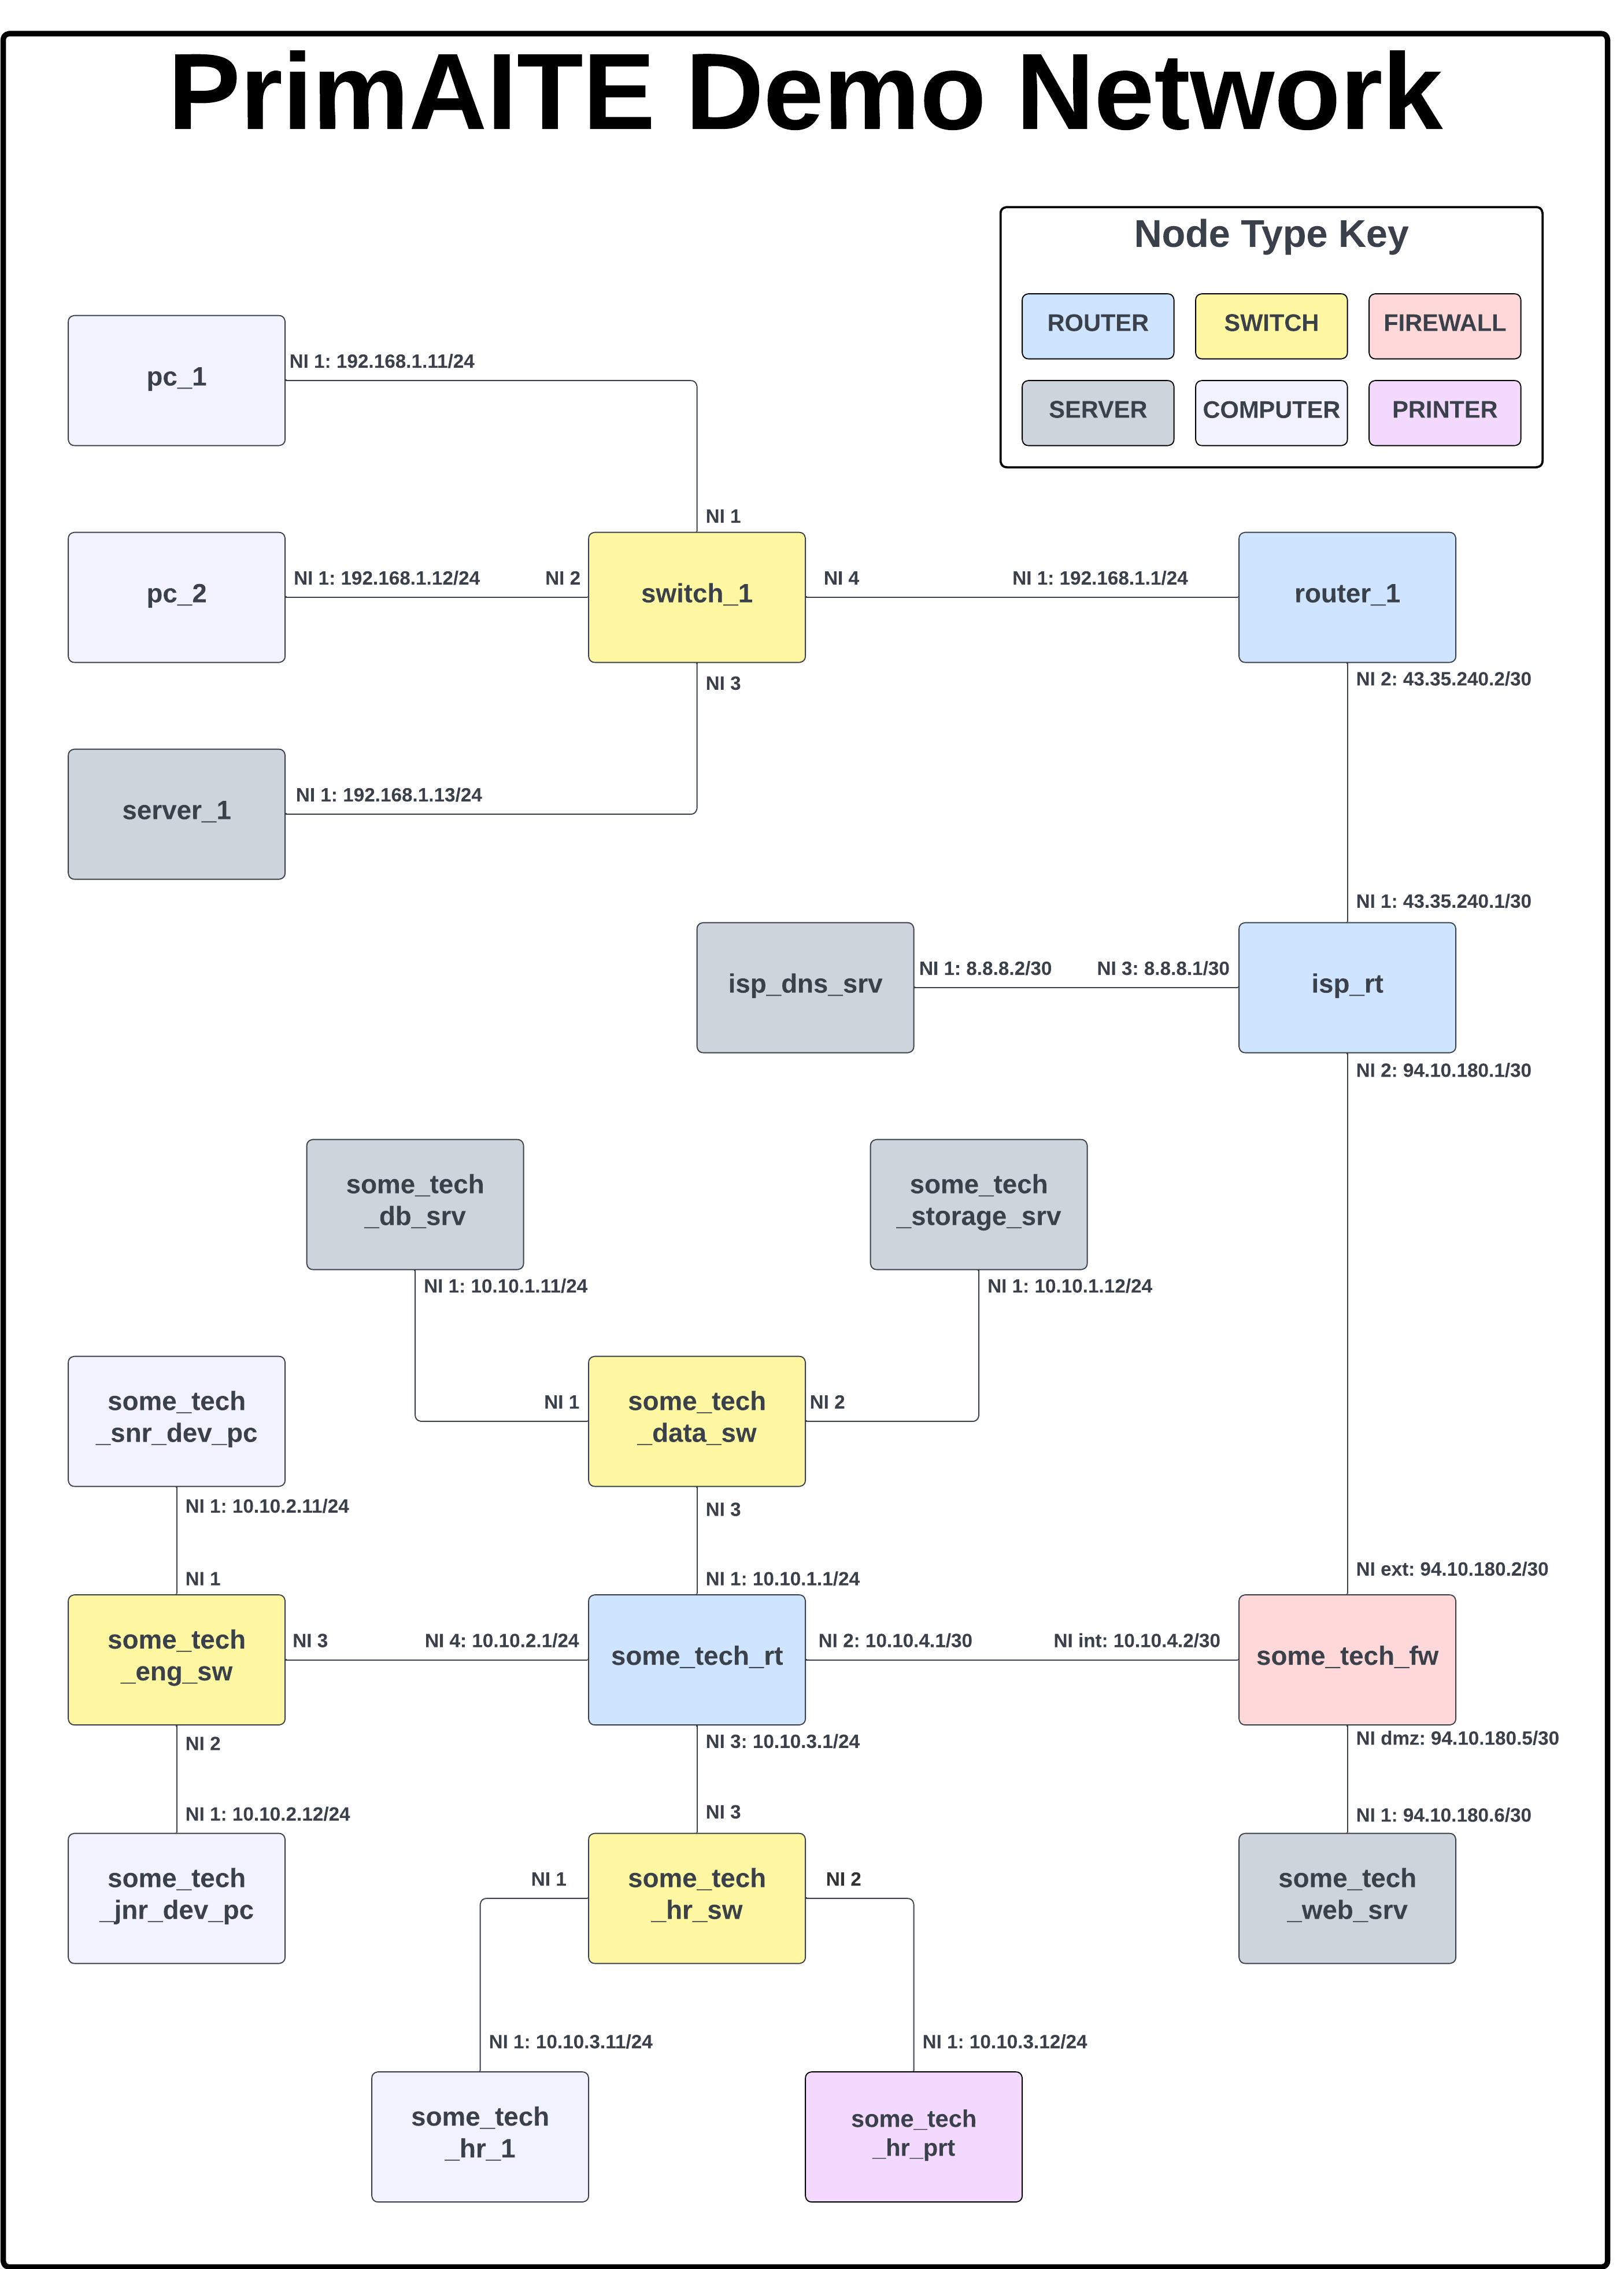 PrimAITE Demo Network
Node Type Key
ROUTER
SWITCH
FIREWALL
SERVER
COMPUTER
PRINTER
pc_1
NI 1: 192.168.1.11/24
NI 1
pc_2
NI 1: 192.168.1.12/24
NI 2
switch_1
NI 4
NI 1: 192.168.1.1/24
router_1
NI 3
NI 2: 43.35.240.2/30
server_1
NI 1: 192.168.1.13/24
NI 1: 43.35.240.1/30
isp_dns_srv
NI 1: 8.8.8.2/30
NI 3: 8.8.8.1/30
isp_rt
NI 2: 94.10.180.1/30
some_tech
_db_srv
some_tech
_storage_srv
NI 1: 10.10.1.11/24
NI 1: 10.10.1.12/24
some_tech
_snr_dev_pc
NI 1
some_tech
_data_sw
NI 2
NI 1: 10.10.2.11/24
NI 3
NI 1
NI 1: 10.10.1.1/24
NI ext: 94.10.180.2/30
some_tech
_eng_sw
NI 3
NI 4: 10.10.2.1/24
some_tech_rt
NI 2: 10.10.4.1/30
NI int: 10.10.4.2/30
some_tech_fw
NI 2
NI 3: 10.10.3.1/24
NI dmz: 94.10.180.5/30
NI 1: 10.10.2.12/24
NI 3
NI 1: 94.10.180.6/30
some_tech
_jnr_dev_pc
NI 1
some_tech
_hr_sw
NI 2
some_tech
_web_srv
NI 1: 10.10.3.11/24
NI 1: 10.10.3.12/24
some_tech
_hr_1
some_tech
_hr_prt